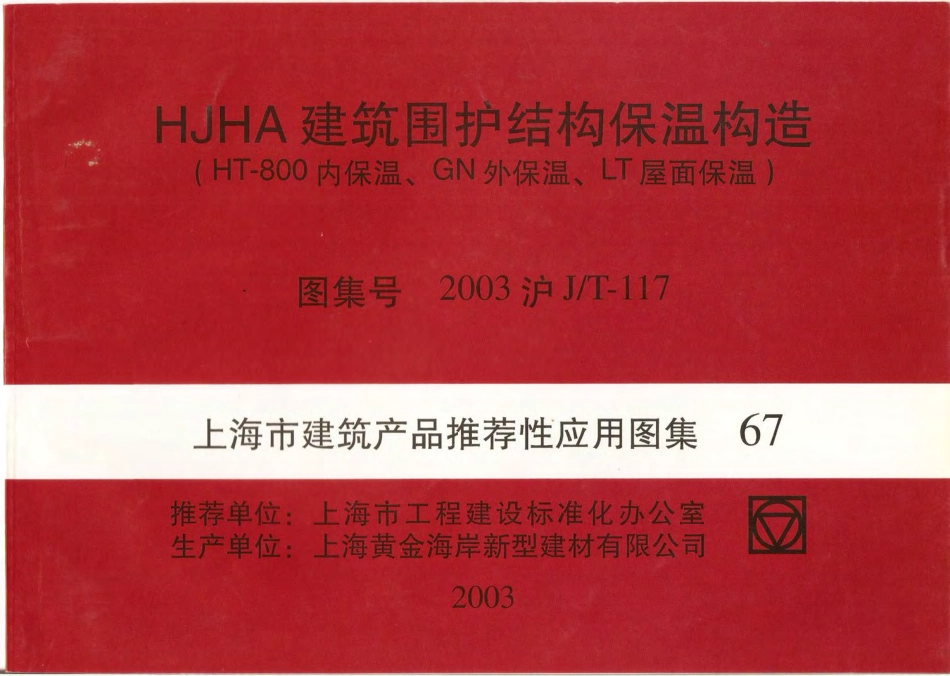 HJHA 建筑围护结构保温构造
(HT-800 内保温、GN 外保温、LT 屋面保温)
图集号 2003 沪 J/T-117
上海市建筑产品推荐性应用图集 67
推荐单位：上海市工程建设标准化办公室
生产单位：上海黄金海岸新型建材有限公司
2003